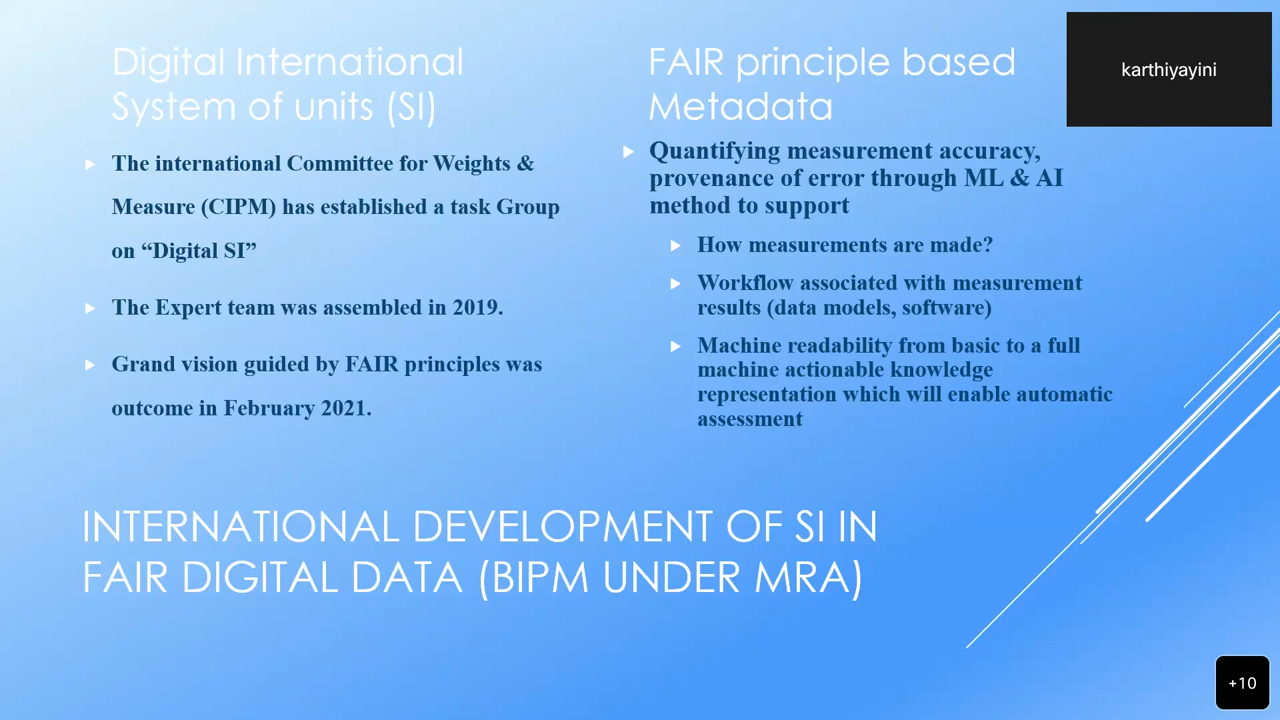 Digital International
System of units (SI)
The international Committee for Weights &
Measure (CIPM) has established a task Group
on “Digital SI”
The Expert team was assembled in 2019.
Grand vision guided by FAIR principles was
outcome in February 2021.
FAIR principle based
Metadata
Quantifying measurement accuracy,
provenance of error through ML & AI
method to support
How measurements are made?
Workflow associated with measurement
results (data models, software)
Machine readability from basic to a full
machine actionable knowledge
representation which will enable automatic
assessment
karthiyayini
INTERNATIONAL DEVELOPMENT OF SI IN
FAIR DIGITAL DATA (BIPM UNDER MRA)
+10